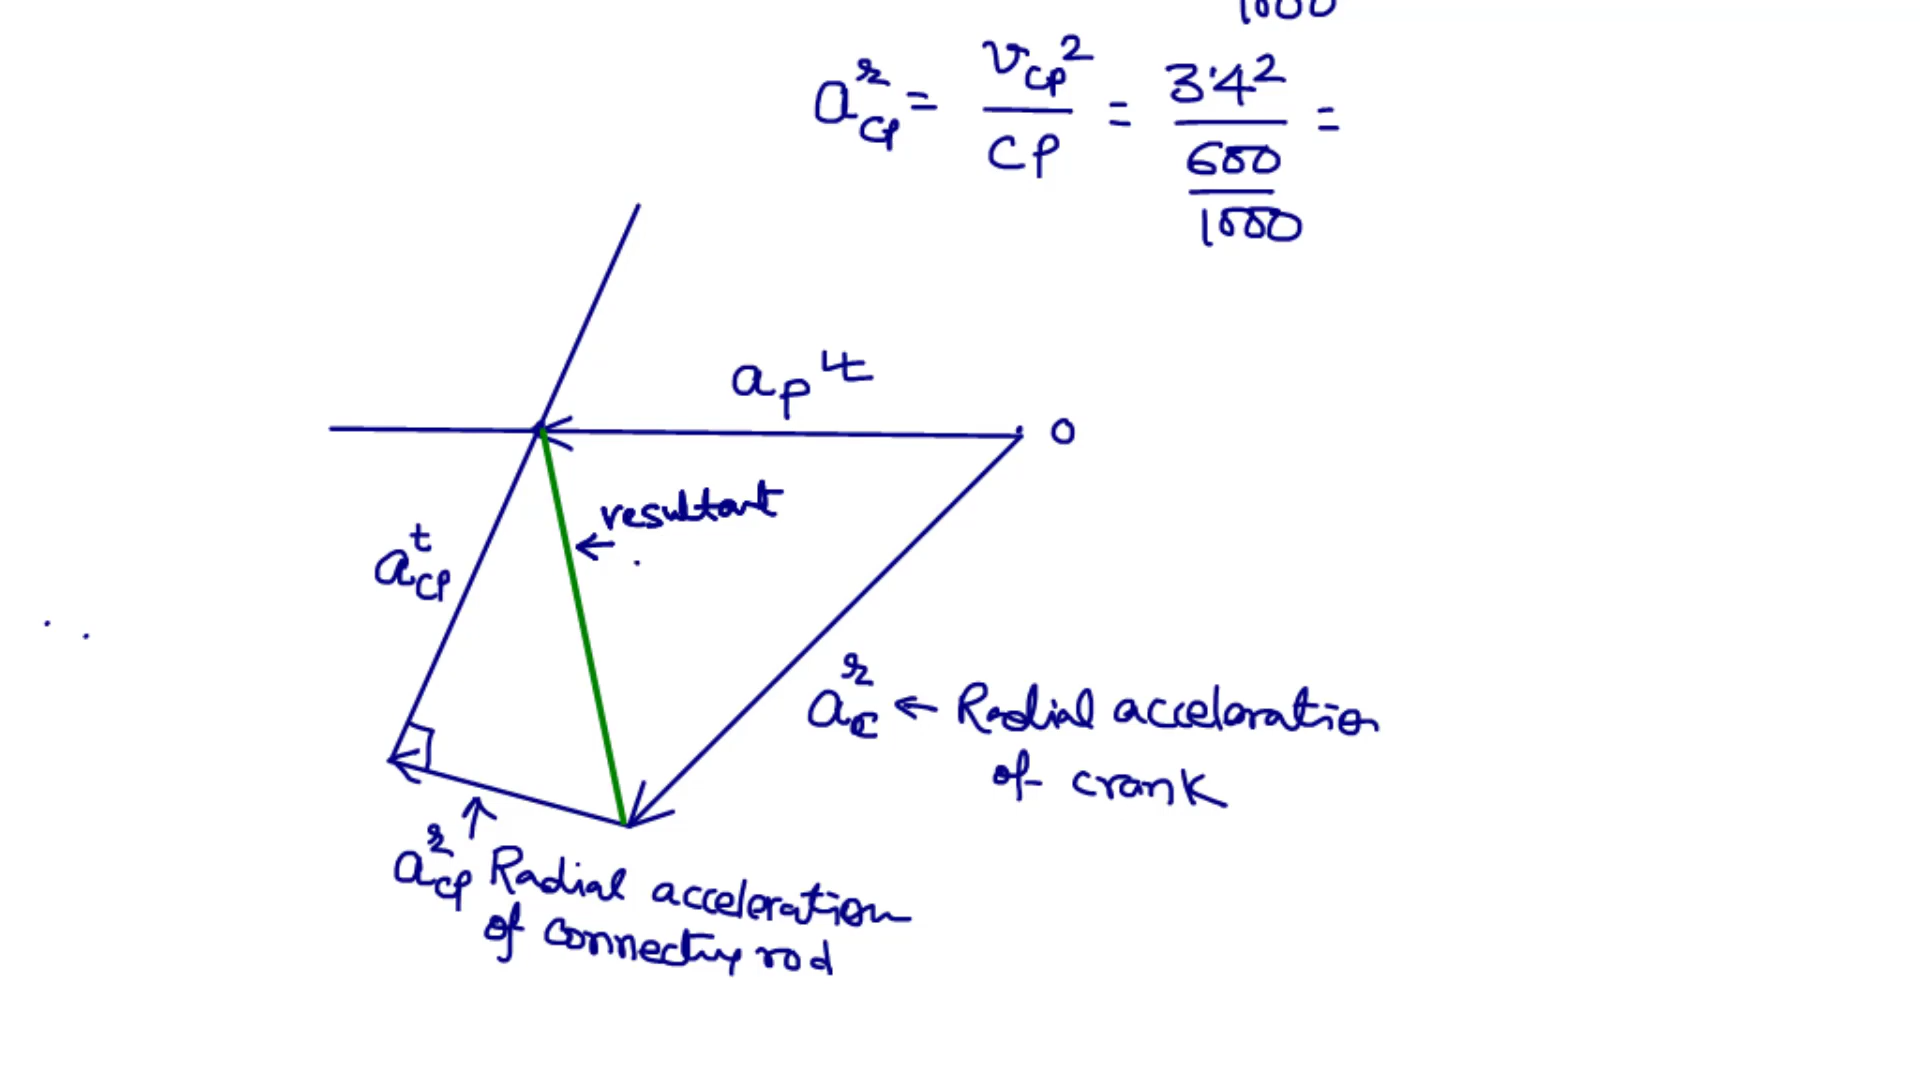 1000
a^r_cp = v_cp^2 / CP = 3.4^2 / (600 / 1000) =
a_p
O
resultant
a^t_cp
a^r_c ← Radial acceleration
of crank
a^r_cp Radial acceleration
of connecting rod